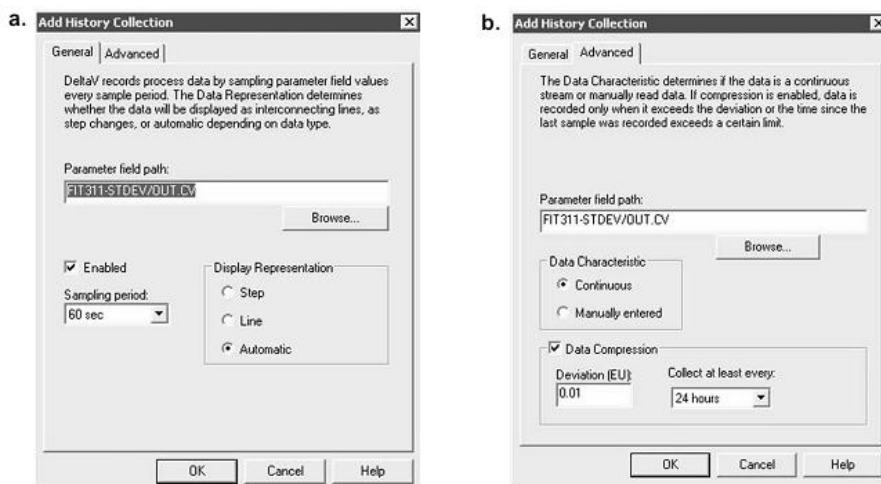 a.
Add History Collection
General
Advanced
DeltaV records process data by sampling parameter field values
every sample period. The Data Representation determines
whether the data will be displayed as interconnecting lines, as
step changes, or automatic depending on data type.
Parameter field path:
FIT311-STDEV/OUT.CV
Browse...
Enabled
Sampling period:
60 sec
Display Representation
Step
Line
Automatic
OK
Cancel
Help
b.
Add History Collection
General
Advanced
The Data Characteristic determines if the data is a continuous
stream or manually read data. If compression is enabled, data is
recorded only when it exceeds the deviation or the time since the
last sample was recorded exceeds a certain limit.
Parameter field path:
FIT311-STDEV/OUT.CV
Browse...
Data Characteristic
Continuous
Manually entered
Data Compression
Deviation (EU):
0.01
Collect at least every:
24 hours
OK
Cancel
Help